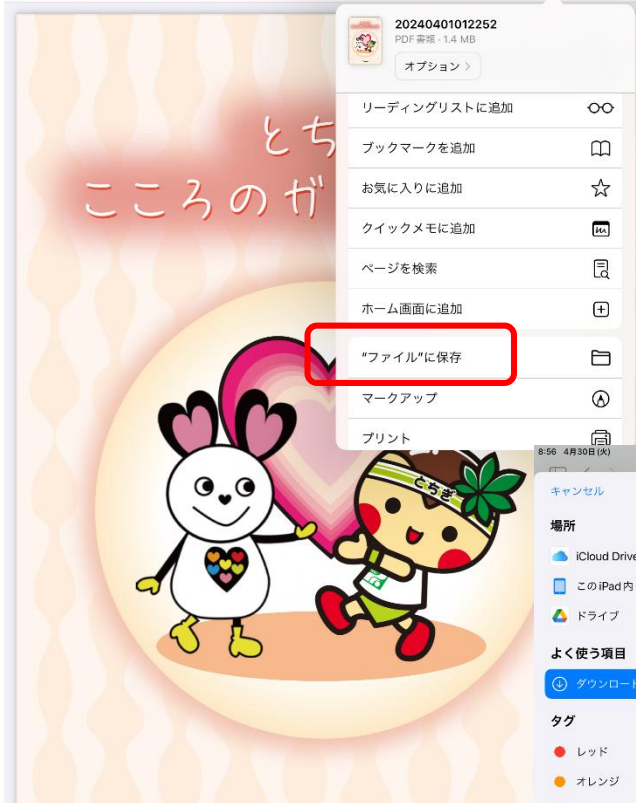 20240401012252
PDF書類・1.4 MB
オプション
リーディングリストに追加
ブックマークを追加
お気に入りに追加
クイックメモに追加
ページを検索
ホーム画面に追加
“ファイル”に保存
マークアップ
プリント
とち
こころのガ
とちぎ
8:56 4月30日(火)
キャンセル
場所
iCloud Drive
このiPad内
ドライブ
よく使う項目
ダウンロード
タグ
レッド
オレンジ